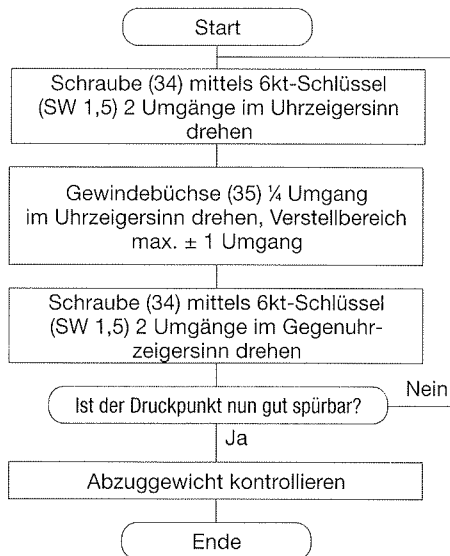 Start
Schraube (34) mittels 6kt-Schlüssel
(SW 1,5) 2 Umgänge im Uhrzeigersinn
drehen
Gewindebüchse (35) ¼ Umgang
im Uhrzeigersinn drehen, Verstellbereich
max. ± 1 Umgang
Schraube (34) mittels 6kt-Schlüssel
(SW 1,5) 2 Umgänge im Gegenuhr-
zeigersinn drehen
Ist der Druckpunkt nun gut spürbar?
Nein
Ja
Abzuggewicht kontrollieren
Ende